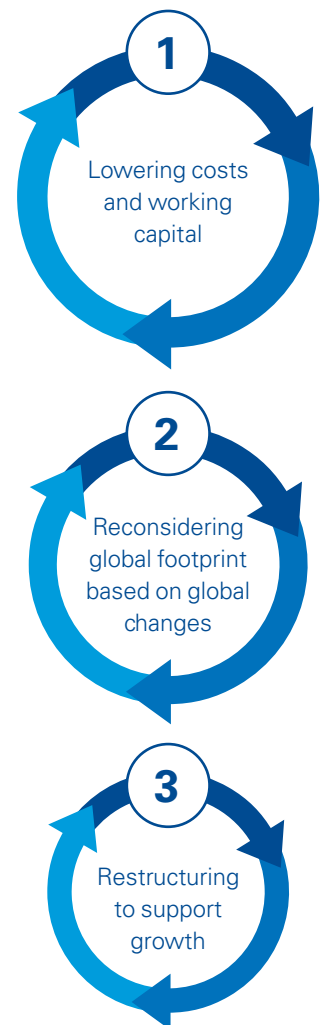 1
Lowering costs
and working
capital
2
Reconsidering
global footprint
based on global
changes
3
Restructuring
to support
growth